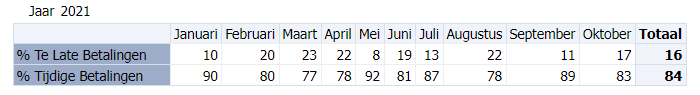 Jaar 2021
Januari Februari Maart April Mei Juni Juli Augustus September Oktober Totaal
% Te Late Betalingen 10 20 23 22 8 19 13 22 11 17 16
% Tijdige Betalingen 90 80 77 78 92 81 87 78 89 83 84